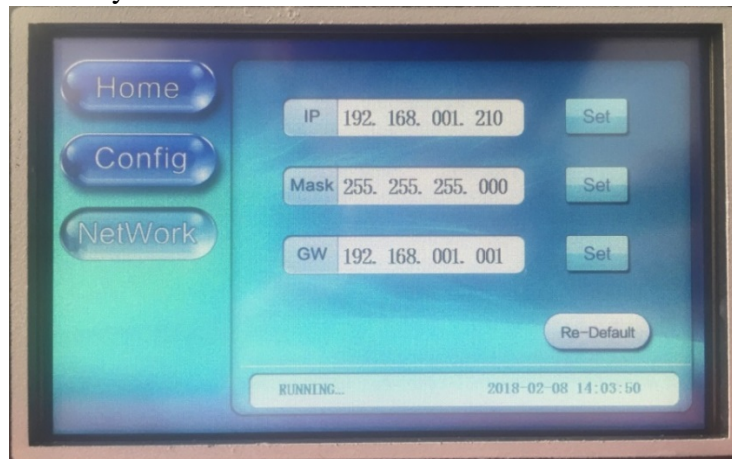 Home
Config
NetWork
IP 192. 168. 001. 210 Set
Mask 255. 255. 255. 000 Set
GW 192. 168. 001. 001 Set
Re-Default
RUNNING... 2018-02-08 14:03:50